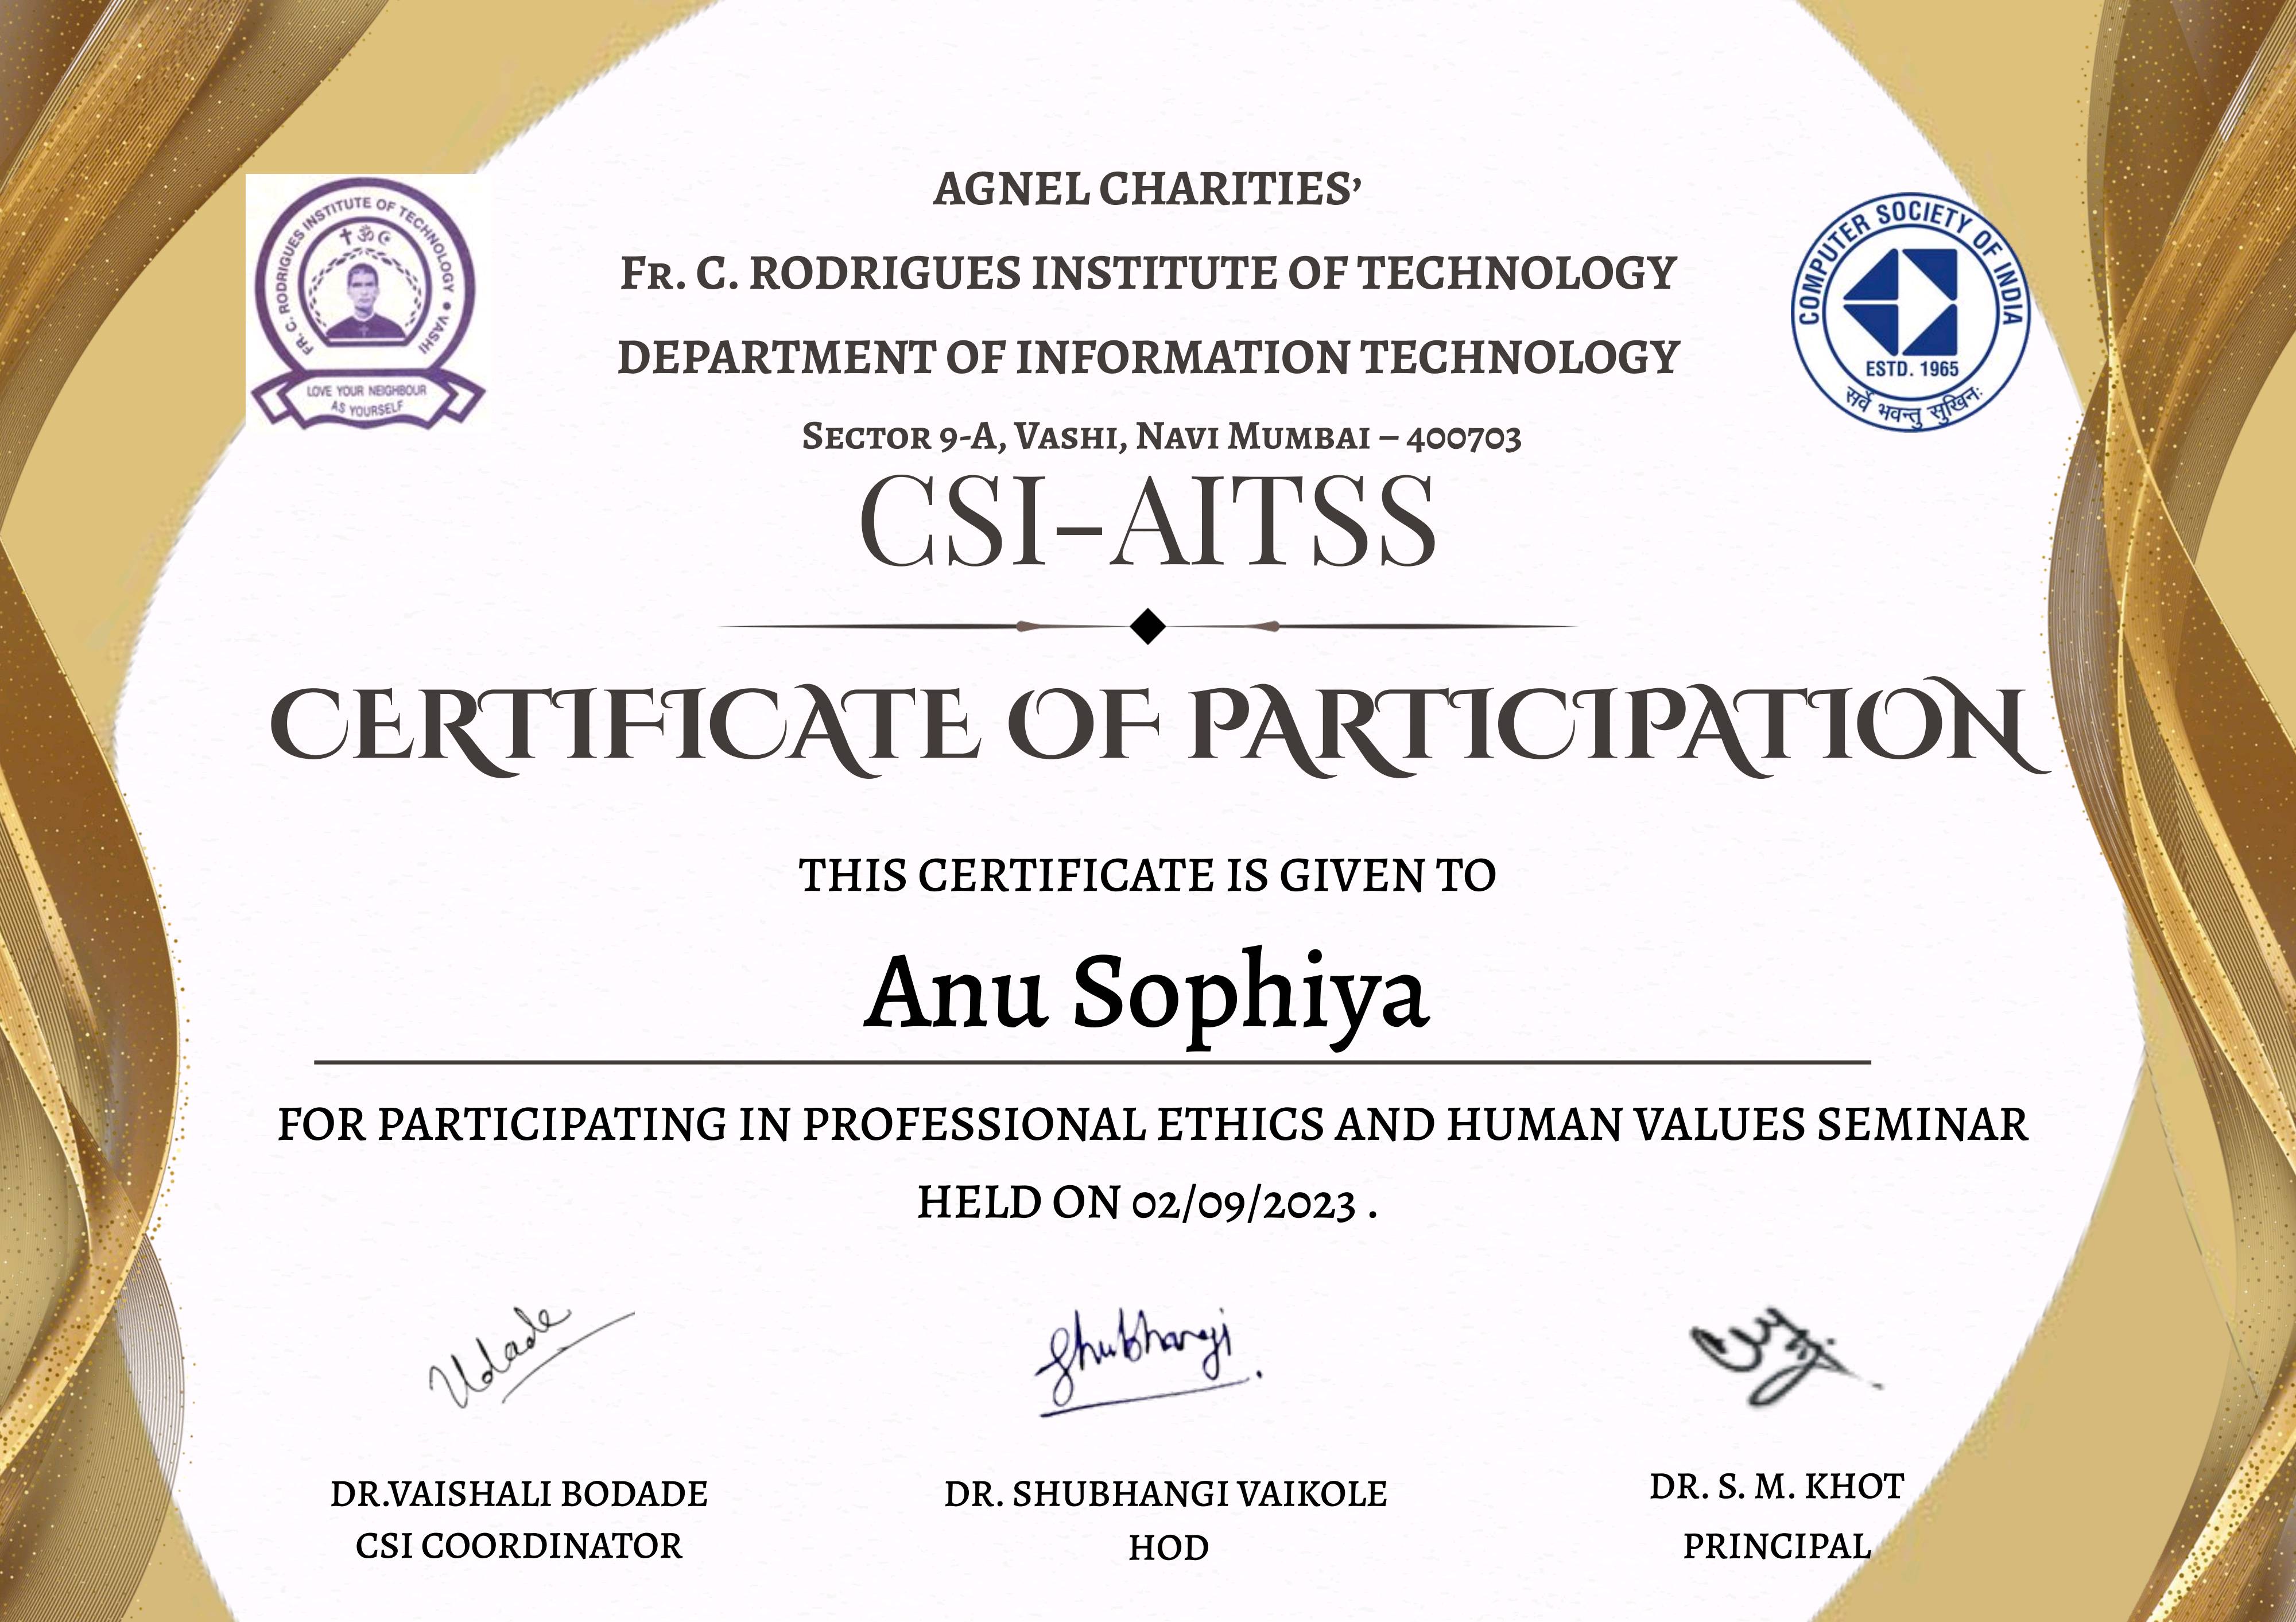 AGNEL CHARITIES’
FR. C. RODRIGUES INSTITUTE OF TECHNOLOGY
DEPARTMENT OF INFORMATION TECHNOLOGY
SECTOR 9-A, VASHI, NAVI MUMBAI – 400703
FR. C. RODRIGUES INSTITUTE OF TECHNOLOGY • VASHI
LOVE YOUR NEIGHBOUR
AS YOURSELF
COMPUTER SOCIETY OF INDIA
ESTD. 1965
सर्वे भवन्तु सुखिनः
CSI-AITSS
CERTIFICATE OF PARTICIPATION
THIS CERTIFICATE IS GIVEN TO
Anu Sophiya
FOR PARTICIPATING IN PROFESSIONAL ETHICS AND HUMAN VALUES SEMINAR
HELD ON 02/09/2023 .
Shubhangi
DR.VAISHALI BODADE
CSI COORDINATOR
DR. SHUBHANGI VAIKOLE
HOD
DR. S. M. KHOT
PRINCIPAL